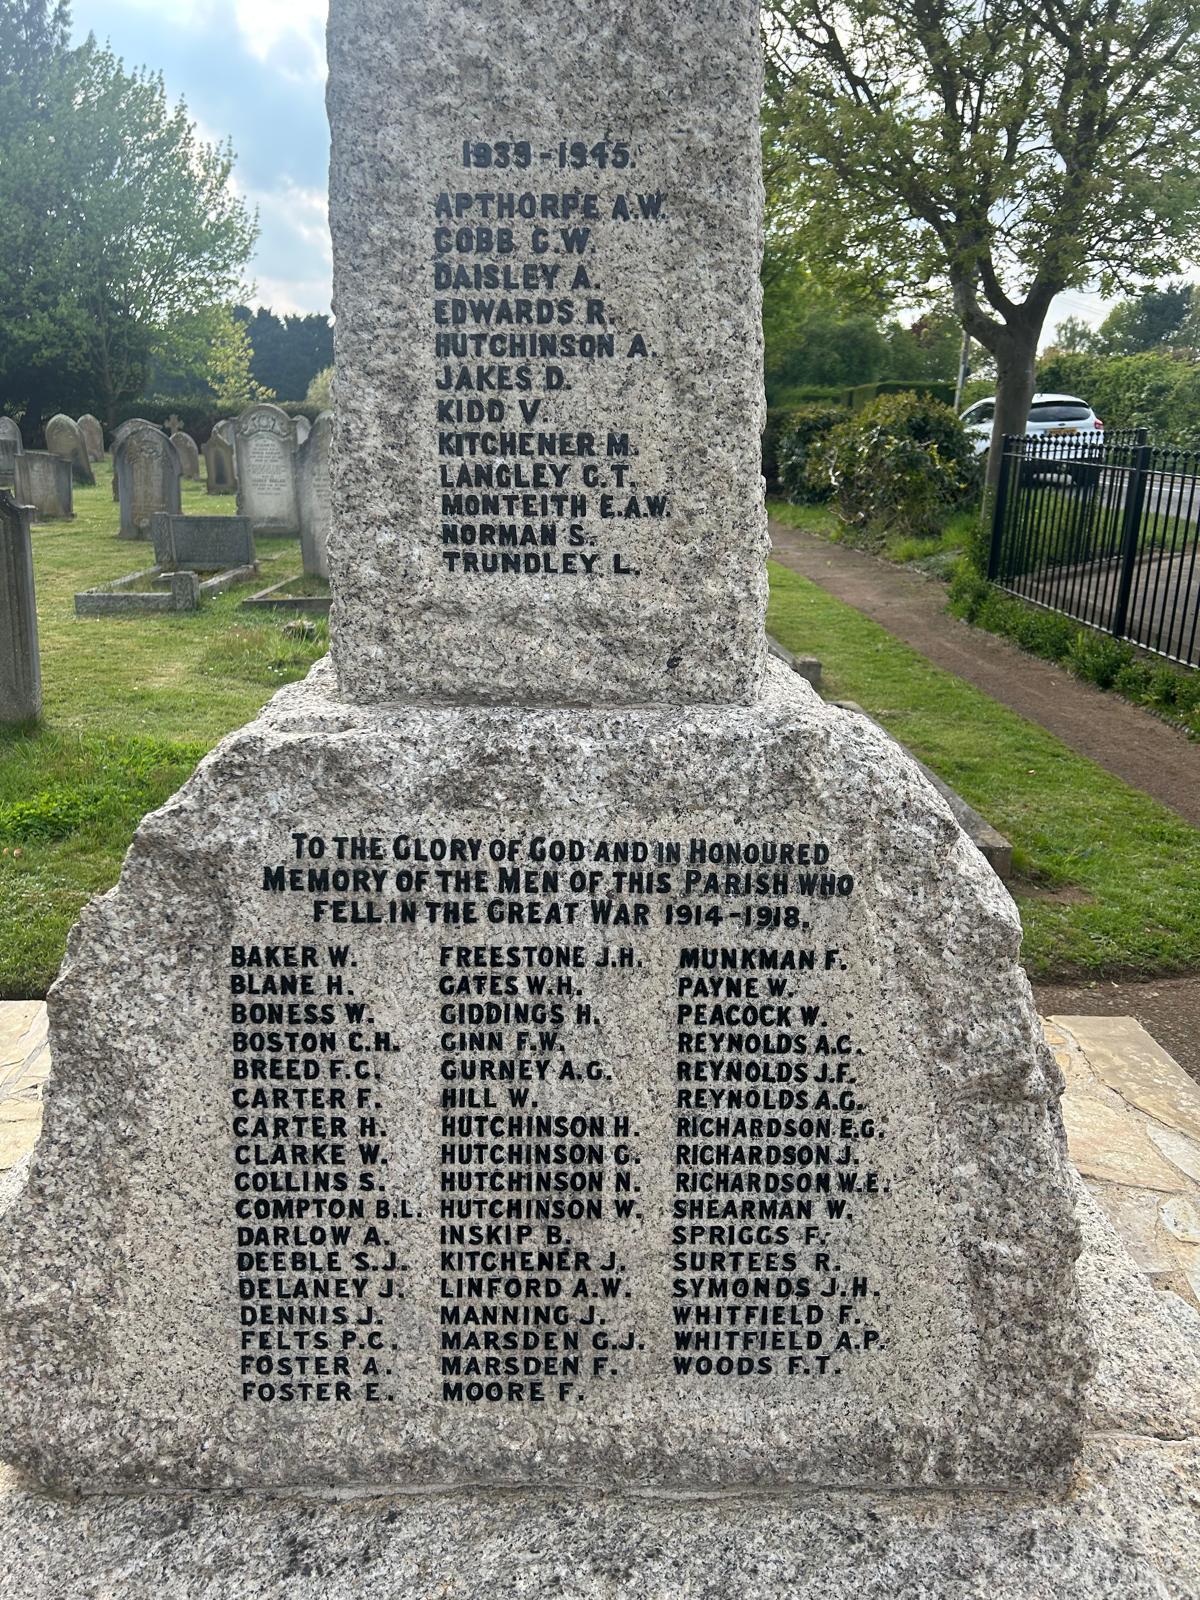 1939-1945.
APTHORPE A.W.
COBB G.W.
DAISLEY A.
EDWARDS R.
HUTCHINSON A.
JAKES D.
KIDD V.
KITCHENER M.
LANGLEY G.T.
MONTEITH E.A.W.
NORMAN S.
TRUNDLEY L.
TO THE GLORY OF GOD AND IN HONOURED
MEMORY OF THE MEN OF THIS PARISH WHO
FELL IN THE GREAT WAR 1914-1918.
BAKER W.
BLANE H.
BONESS W.
BOSTON C.H.
BREED F.C.
CARTER F.
CARTER H.
CLARKE W.
COLLINS S.
COMPTON B.L.
DARLOW A.
DEEBLE S.J.
DELANEY J.
DENNIS J.
FELTS P.C.
FOSTER A.
FOSTER E.
FREESTONE J.H.
GATES W.H.
GIDDINGS H.
GINN F.W.
GURNEY A.G.
HILL W.
HUTCHINSON H.
HUTCHINSON G.
HUTCHINSON N.
HUTCHINSON W.
INSKIP B.
KITCHENER J.
LINFORD A.W.
MANNING J.
MARSDEN G.J.
MARSDEN F.
MOORE F.
MUNKMAN F.
PAYNE W.
PEACOCK W.
REYNOLDS A.C.
REYNOLDS J.F.
REYNOLDS A.G.
RICHARDSON E.G.
RICHARDSON J.
RICHARDSON W.E.
SHEARMAN W.
SPRIGGS F.
SURTEES R.
SYMONDS J.H.
WHITFIELD F.
WHITFIELD A.P.
WOODS F.T.